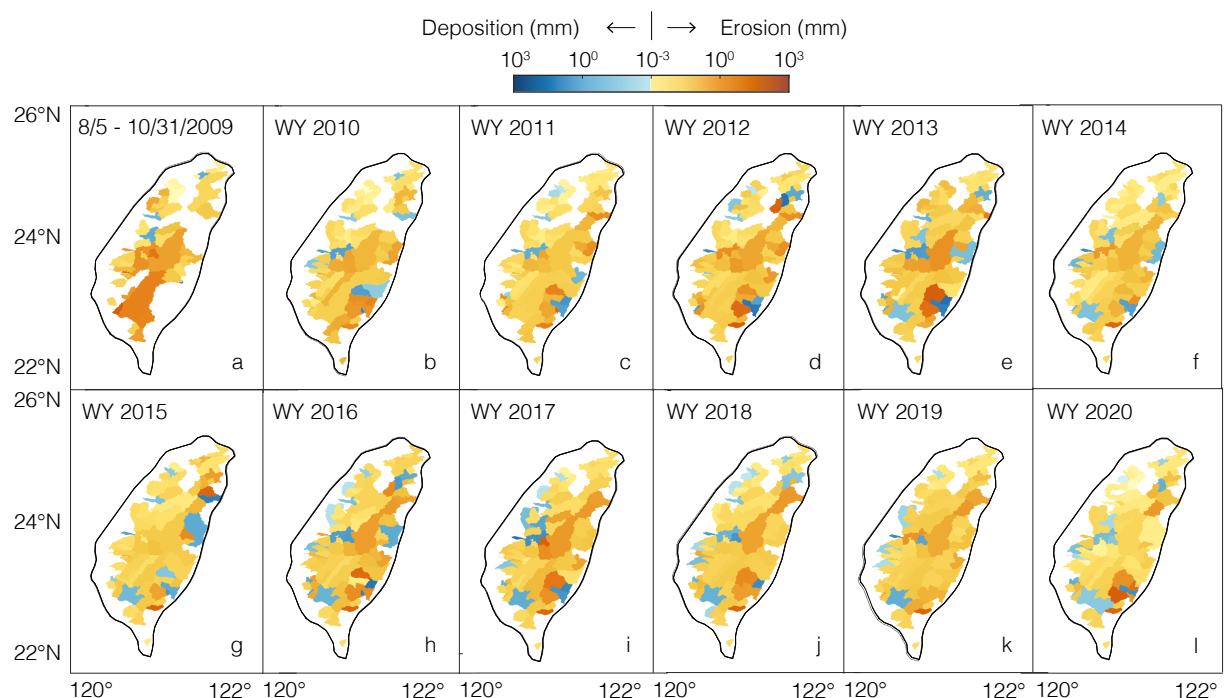 Deposition (mm) ← | → Erosion (mm)
10³ 10⁰ 10⁻³ 10⁰ 10³
26°N
8/5 - 10/31/2009 WY 2010 WY 2011 WY 2012 WY 2013 WY 2014
24°N
22°N
a b c d e f
26°N
WY 2015 WY 2016 WY 2017 WY 2018 WY 2019 WY 2020
24°N
22°N
g h i j k l
120° 122° 120° 122° 120° 122° 120° 122° 120° 122° 120° 122°